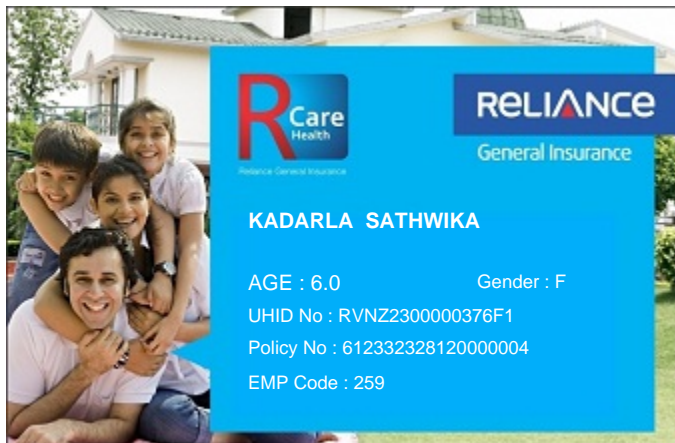 R Care
Health
Reliance General Insurance
RELIANCE
General Insurance
KADARLA SATHWIKA
AGE : 6.0 Gender : F
UHID No : RVNZ2300000376F1
Policy No : 612332328120000004
EMP Code : 259